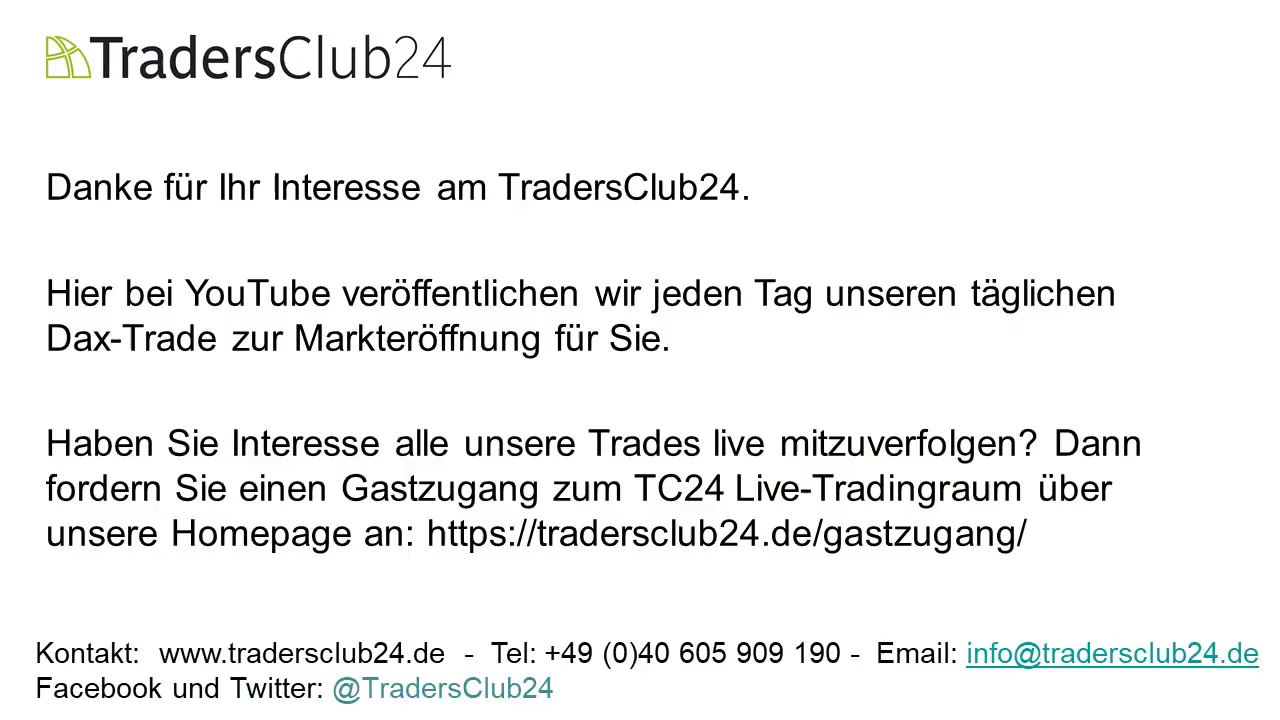 TradersClub24
Danke für Ihr Interesse am TradersClub24.
Hier bei YouTube veröffentlichen wir jeden Tag unseren täglichen
Dax-Trade zur Markteröffnung für Sie.
Haben Sie Interesse alle unsere Trades live mitzuverfolgen? Dann
fordern Sie einen Gastzugang zum TC24 Live-Tradingraum über
unsere Homepage an: https://tradersclub24.de/gastzugang/
Kontakt: www.tradersclub24.de - Tel: +49 (0)40 605 909 190 - Email: info@tradersclub24.de
Facebook und Twitter: @TradersClub24